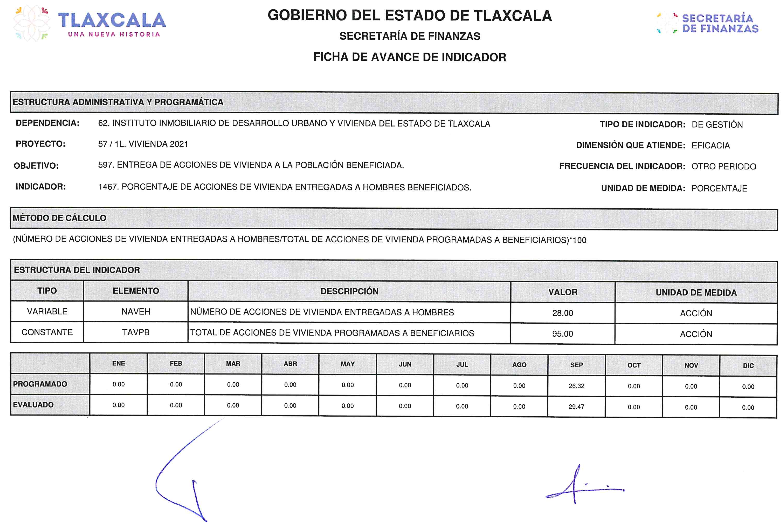 TLAXCALA
UNA NUEVA HISTORIA
GOBIERNO DEL ESTADO DE TLAXCALA
SECRETARÍA DE FINANZAS
FICHA DE AVANCE DE INDICADOR
SECRETARÍA
DE FINANZAS
ESTRUCTURA ADMINISTRATIVA Y PROGRAMÁTICA
DEPENDENCIA: 62. INSTITUTO INMOBILIARIO DE DESARROLLO URBANO Y VIVIENDA DEL ESTADO DE TLAXCALA TIPO DE INDICADOR: DE GESTIÓN
PROYECTO: 57 / 1L. VIVIENDA 2021 DIMENSIÓN QUE ATIENDE: EFICACIA
OBJETIVO: 597. ENTREGA DE ACCIONES DE VIVIENDA A LA POBLACIÓN BENEFICIADA. FRECUENCIA DEL INDICADOR: OTRO PERIODO
INDICADOR: 1467. PORCENTAJE DE ACCIONES DE VIVIENDA ENTREGADAS A HOMBRES BENEFICIADOS. UNIDAD DE MEDIDA: PORCENTAJE
MÉTODO DE CÁLCULO
(NÚMERO DE ACCIONES DE VIVIENDA ENTREGADAS A HOMBRES/TOTAL DE ACCIONES DE VIVIENDA PROGRAMADAS A BENEFICIARIOS)*100
ESTRUCTURA DEL INDICADOR
TIPO ELEMENTO DESCRIPCIÓN VALOR UNIDAD DE MEDIDA
VARIABLE NAVEH NÚMERO DE ACCIONES DE VIVIENDA ENTREGADAS A HOMBRES 28.00 ACCIÓN
CONSTANTE TAVPB TOTAL DE ACCIONES DE VIVIENDA PROGRAMADAS A BENEFICIARIOS 95.00 ACCIÓN
ENE FEB MAR ABR MAY JUN JUL AGO SEP OCT NOV DIC
PROGRAMADO 0.00 0.00 0.00 0.00 0.00 0.00 0.00 0.00 26.32 0.00 0.00 0.00
EVALUADO 0.00 0.00 0.00 0.00 0.00 0.00 0.00 0.00 29.47 0.00 0.00 0.00